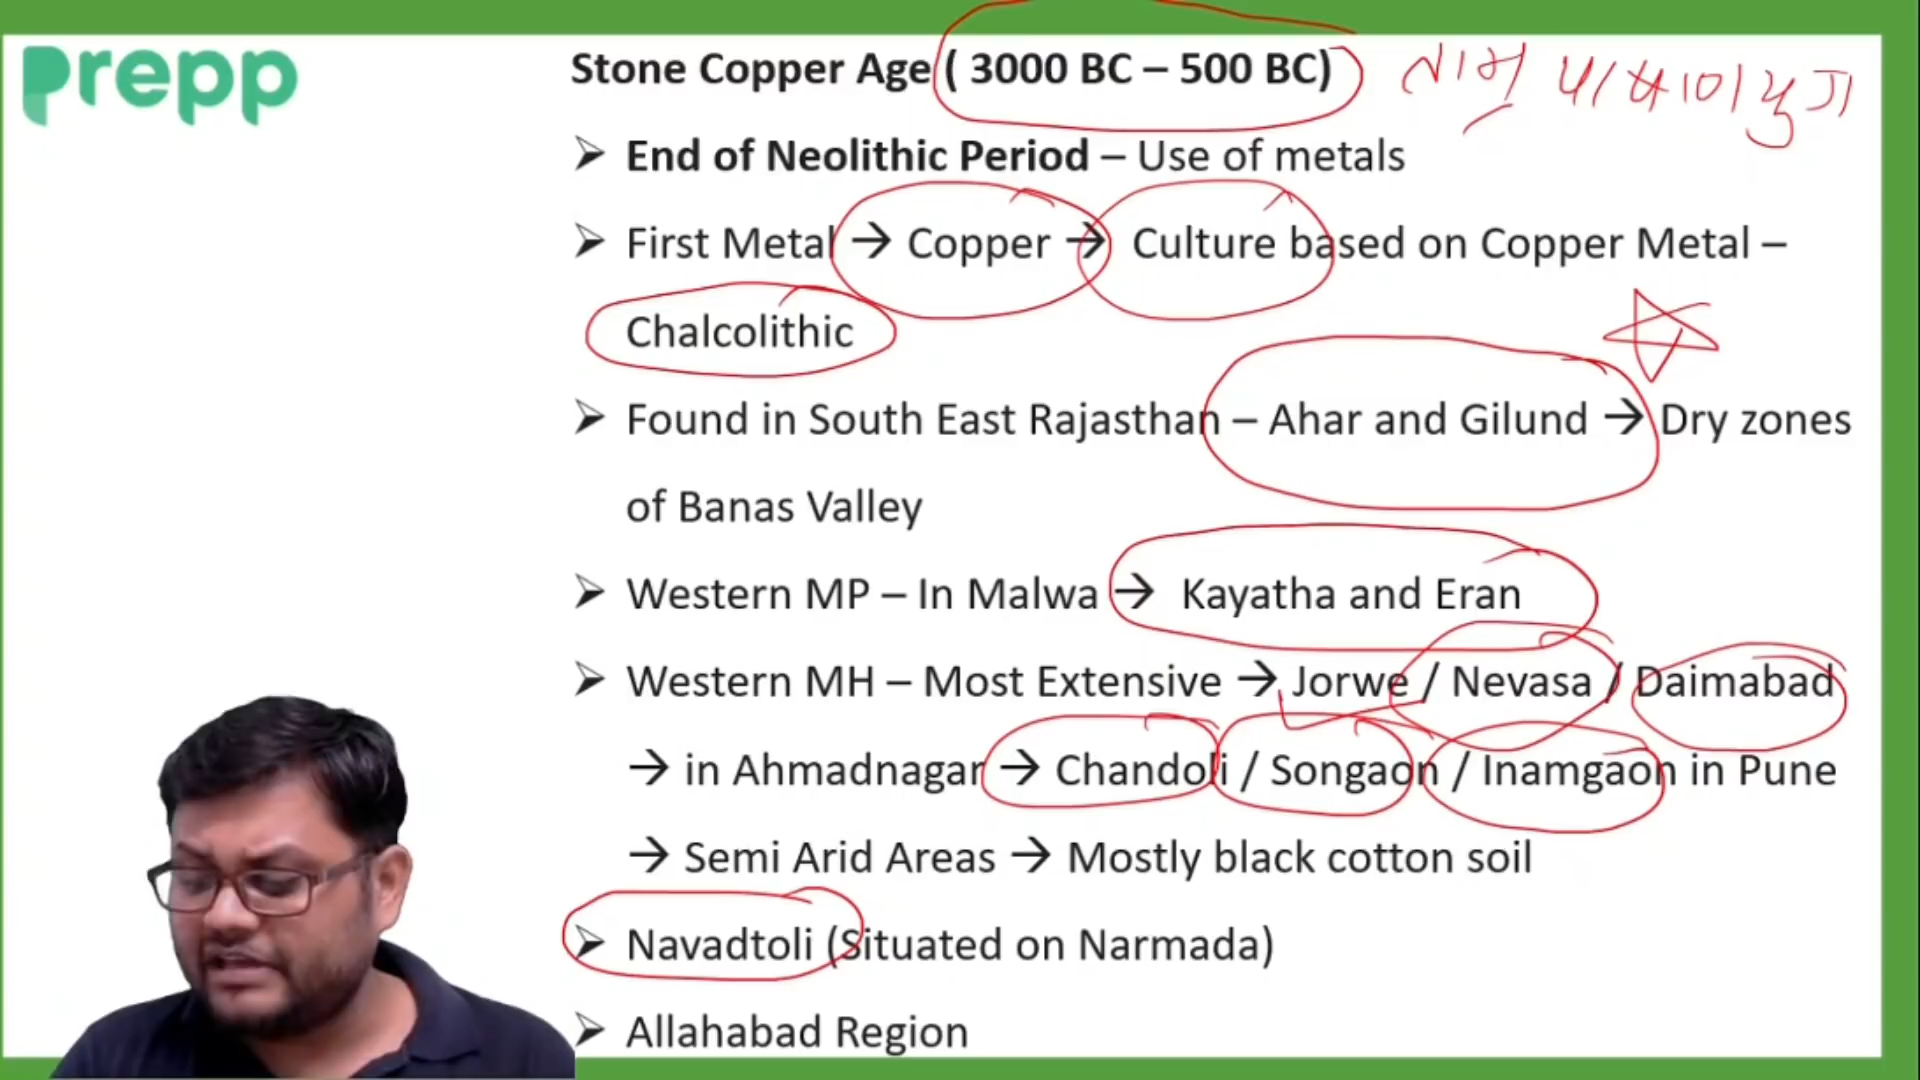 prepp
Stone Copper Age ( 3000 BC – 500 BC)
➢ End of Neolithic Period – Use of metals
➢ First Metal → Copper → Culture based on Copper Metal –
Chalcolithic
➢ Found in South East Rajasthan – Ahar and Gilund → Dry zones
of Banas Valley
➢ Western MP – In Malwa → Kayatha and Eran
➢ Western MH – Most Extensive → Jorwe / Nevasa / Daimabad
→ in Ahmadnagar → Chandoli / Songaon / Inamgaon in Pune
→ Semi Arid Areas → Mostly black cotton soil
➢ Navadtoli (Situated on Narmada)
➢ Allahabad Region